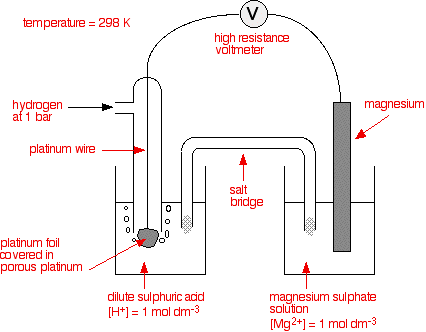 temperature = 298 K
V
high resistance
voltmeter
hydrogen
at 1 bar
magnesium
platinum wire
salt
bridge
platinum foil
covered in
porous platinum
dilute sulphuric acid
[H⁺] = 1 mol dm⁻³
magnesium sulphate
solution
[Mg²⁺] = 1 mol dm⁻³